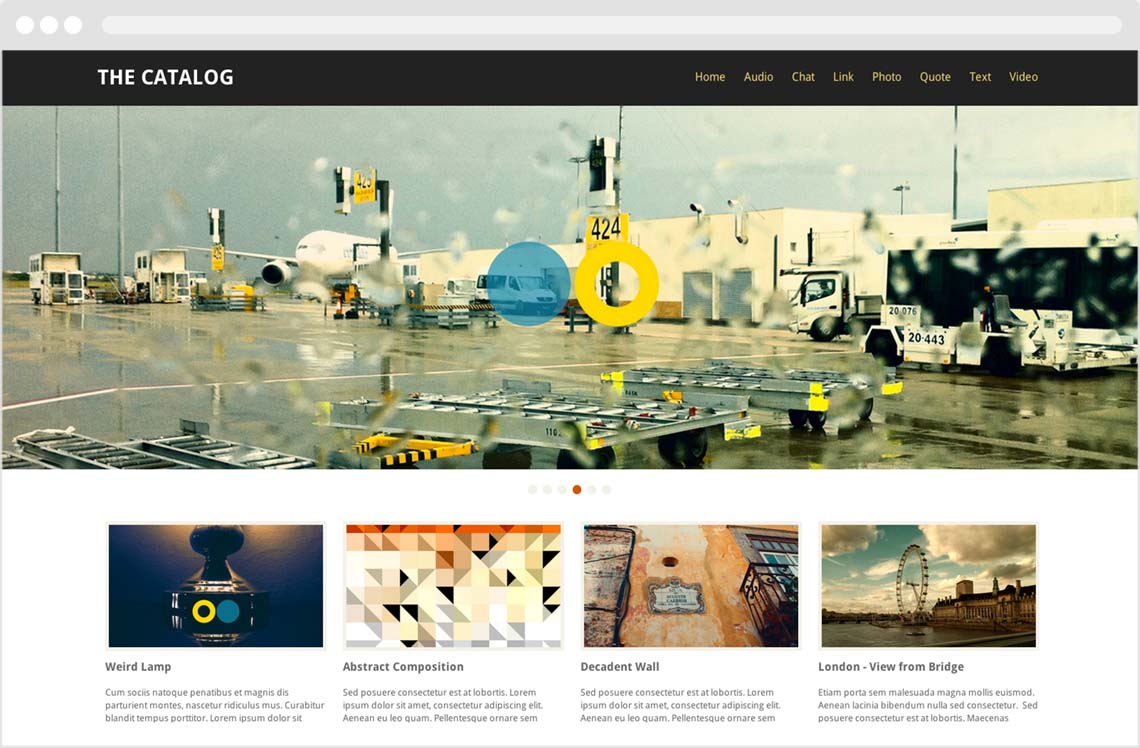 THE CATALOG
Home Audio Chat Link Photo Quote Text Video
424
20 076
20·443
Weird Lamp
Abstract Composition
Decadent Wall
London - View from Bridge
Cum sociis natoque penatibus et magnis dis
parturient montes, nascetur ridiculus mus. Curabitur
blandit tempus porttitor. Lorem ipsum dolor sit
Sed posuere consectetur est at lobortis. Lorem
ipsum dolor sit amet, consectetur adipiscing elit.
Aenean eu leo quam. Pellentesque ornare sem
Sed posuere consectetur est at lobortis. Lorem
ipsum dolor sit amet, consectetur adipiscing elit.
Aenean eu leo quam. Pellentesque ornare sem
Etiam porta sem malesuada magna mollis euismod.
Aenean lacinia bibendum nulla sed consectetur. Sed
posuere consectetur est at lobortis. Maecenas